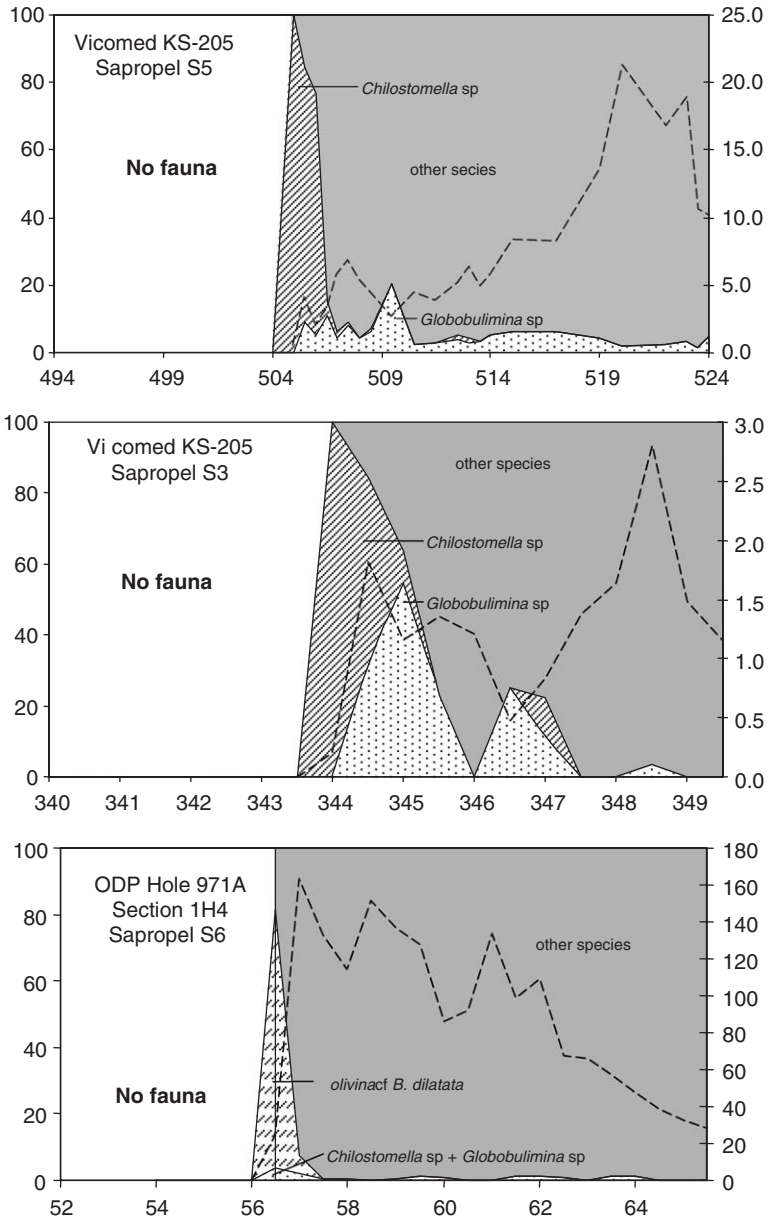 100
80
60
40
20
0
Vicomed KS-205
Sapropel S5
No fauna
Chilostomella sp
other secies
Globobulimina sp
25.0
20.0
15.0
10.0
5.0
0.0
494 499 504 509 514 519 524
100
80
60
40
20
0
Vi comed KS-205
Sapropel S3
No fauna
other species
Chilostomella sp
Globobulimina sp
3.0
2.5
2.0
1.5
1.0
0.5
0.0
340 341 342 343 344 345 346 347 348 349
100
80
60
40
20
0
ODP Hole 971A
Section 1H4
Sapropel S6
No fauna
other species
olivinacf B. dilatata
Chilostomella sp + Globobulimina sp
180
160
140
120
100
80
60
40
20
0
52 54 56 58 60 62 64